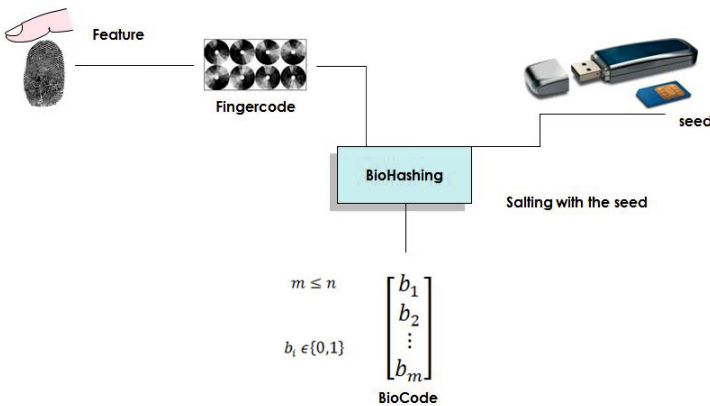 Feature
Fingercode
seed
BioHashing
Salting with the seed
m ≤ n
b₁
b₂
⋮
bₘ
bᵢ ϵ{0,1}
BioCode